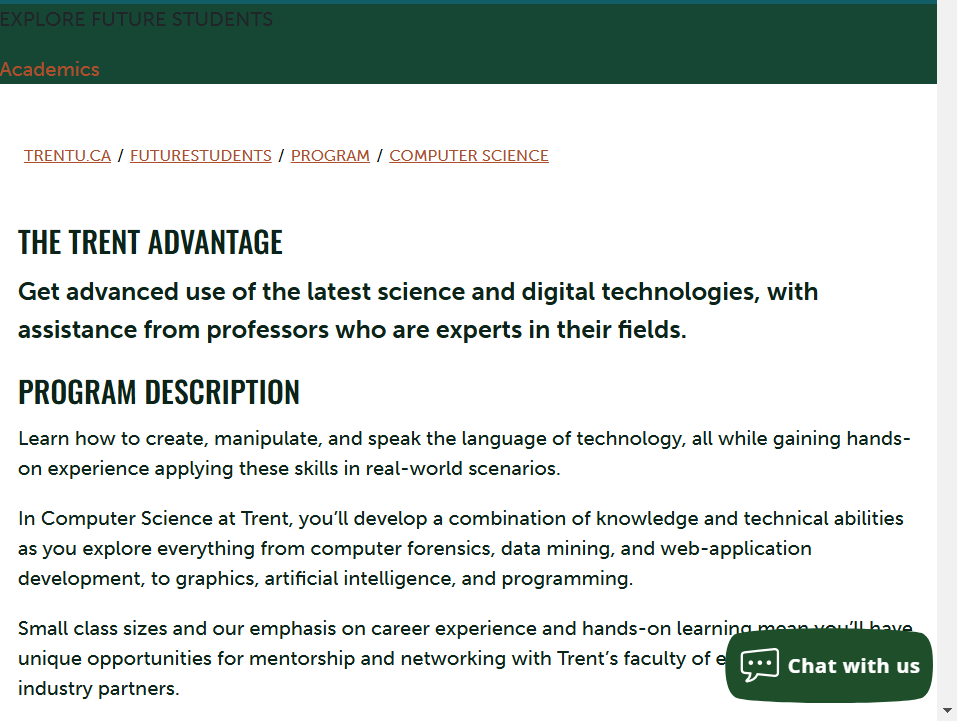 EXPLORE FUTURE STUDENTS
Academics
TRENTU.CA / FUTURESTUDENTS / PROGRAM / COMPUTER SCIENCE
THE TRENT ADVANTAGE
Get advanced use of the latest science and digital technologies, with
assistance from professors who are experts in their fields.
PROGRAM DESCRIPTION
Learn how to create, manipulate, and speak the language of technology, all while gaining hands-
on experience applying these skills in real-world scenarios.
In Computer Science at Trent, you’ll develop a combination of knowledge and technical abilities
as you explore everything from computer forensics, data mining, and web-application
development, to graphics, artificial intelligence, and programming.
Small class sizes and our emphasis on career experience and hands-on learning mean you’ll have
unique opportunities for mentorship and networking with Trent’s faculty of
industry partners.
Chat with us